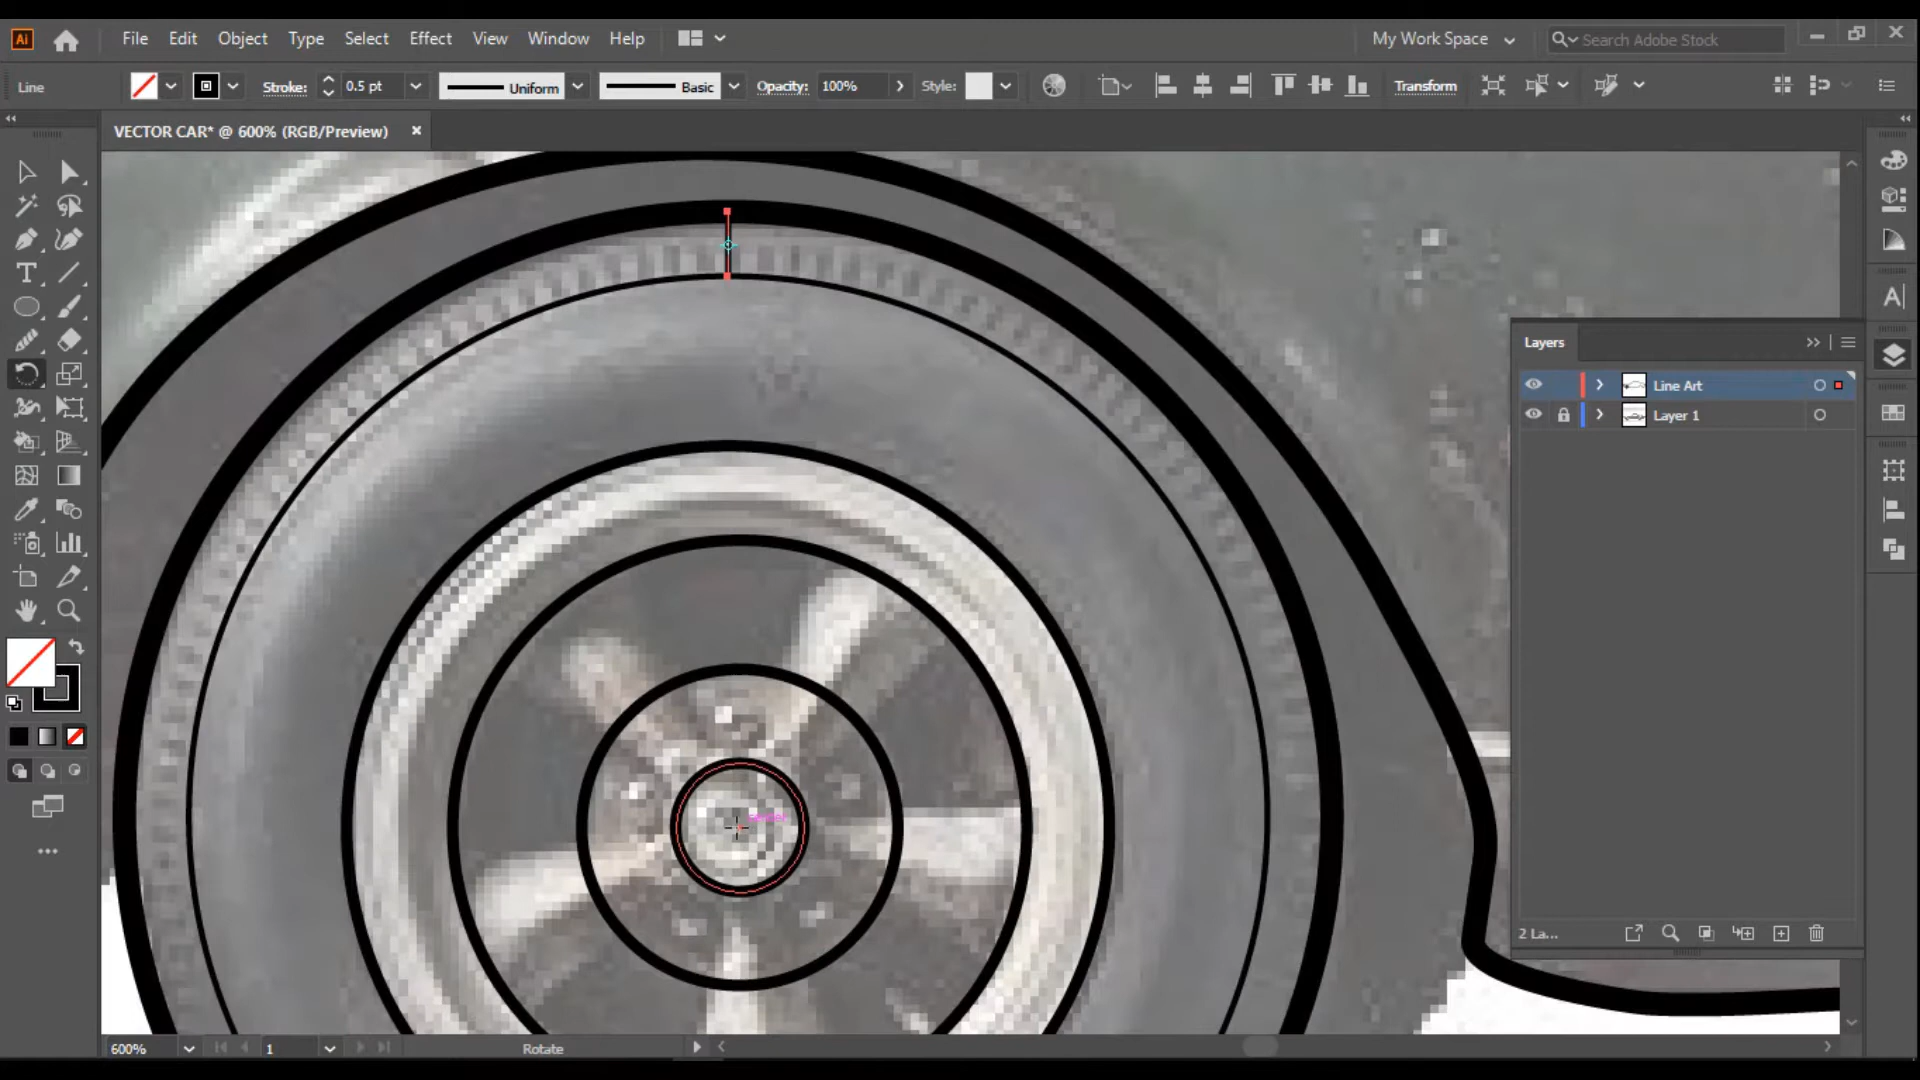 Ai File Edit Object Type Select Effect View Window Help My Work Space Search Adobe Stock
Line Stroke: 0.5 pt Uniform Basic Opacity: 100% Style: Transform
VECTOR CAR* @ 600% (RGB/Preview)
Layers
Line Art
Layer 1
center
2 La...
600% 1 Rotate